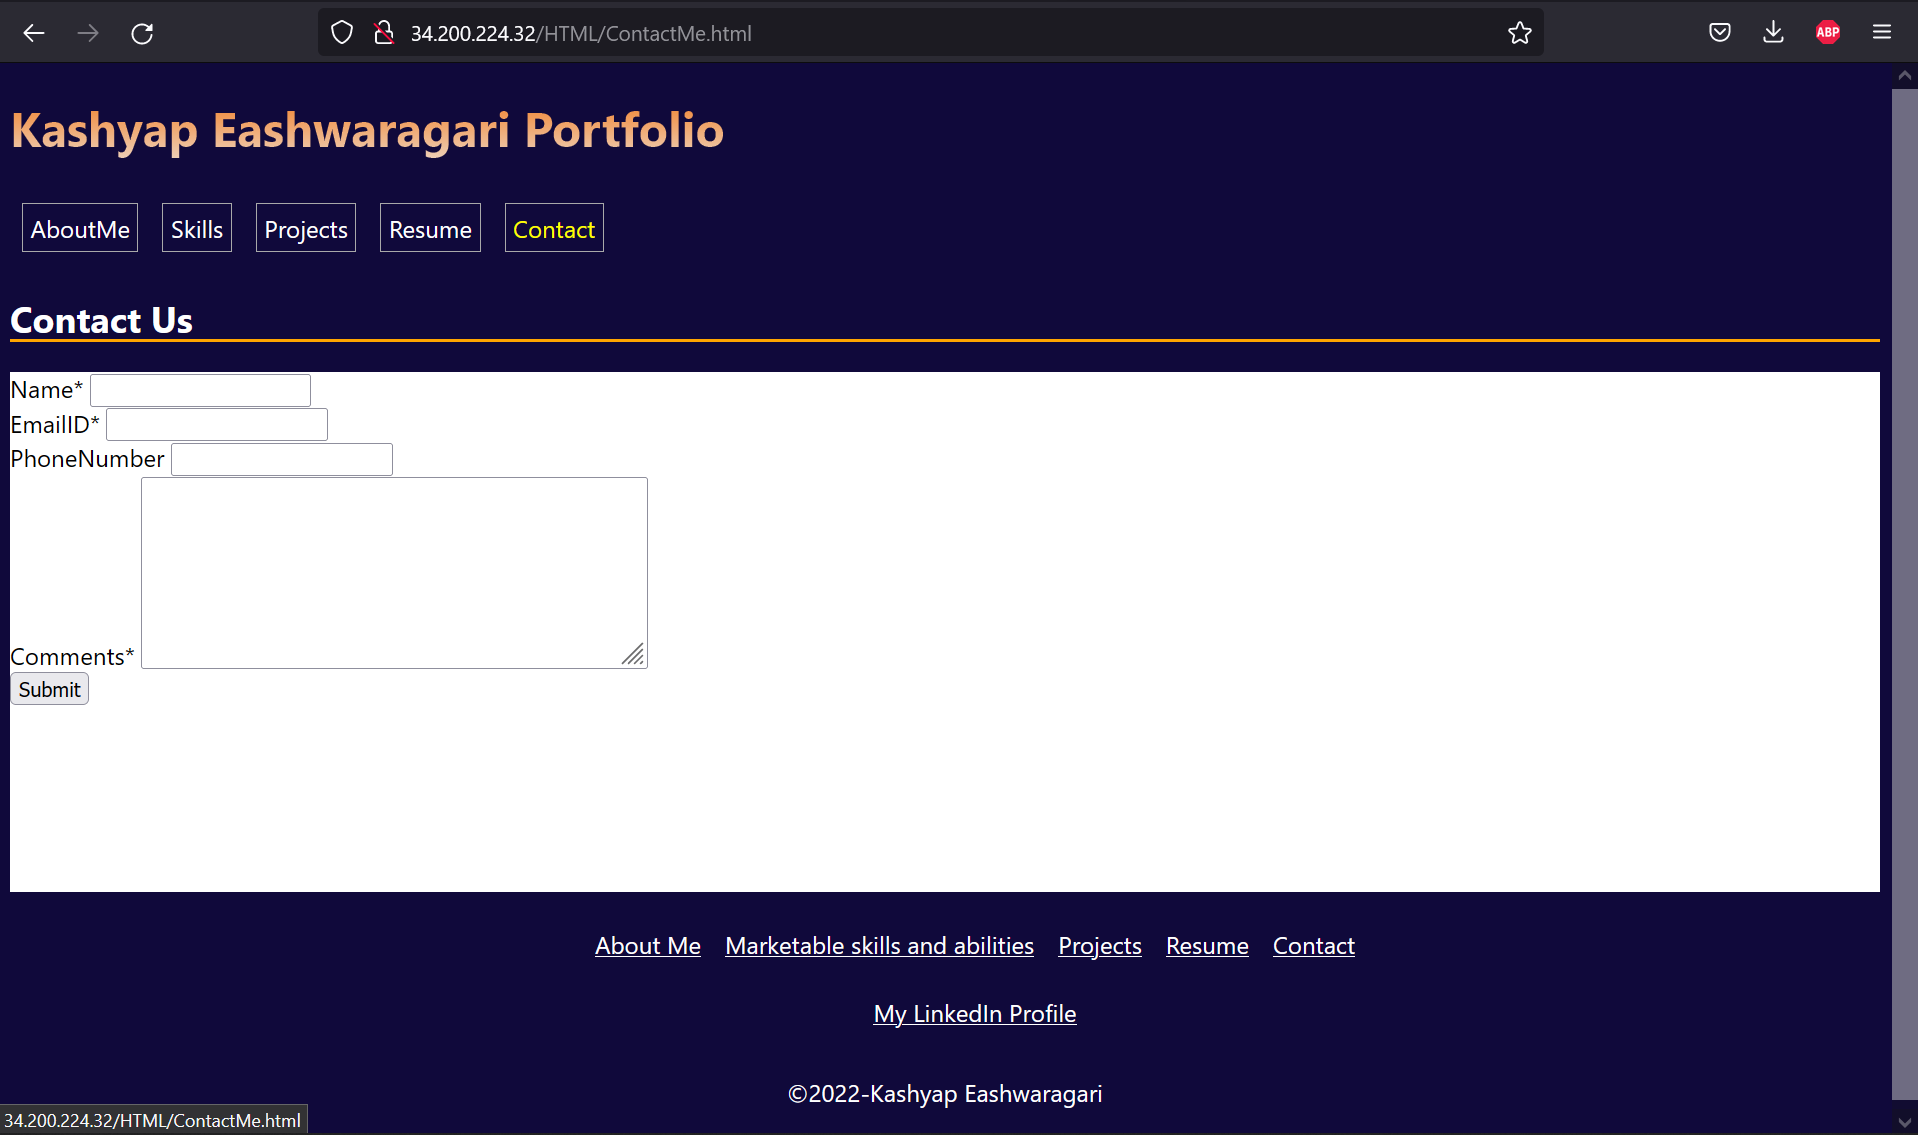 34.200.224.32/HTML/ContactMe.html
ABP
Kashyap Eashwaragari Portfolio
AboutMe Skills Projects Resume Contact
Contact Us
Name*
EmailID*
PhoneNumber
Comments*
Submit
About Me Marketable skills and abilities Projects Resume Contact
My LinkedIn Profile
©2022-Kashyap Eashwaragari
34.200.224.32/HTML/ContactMe.html